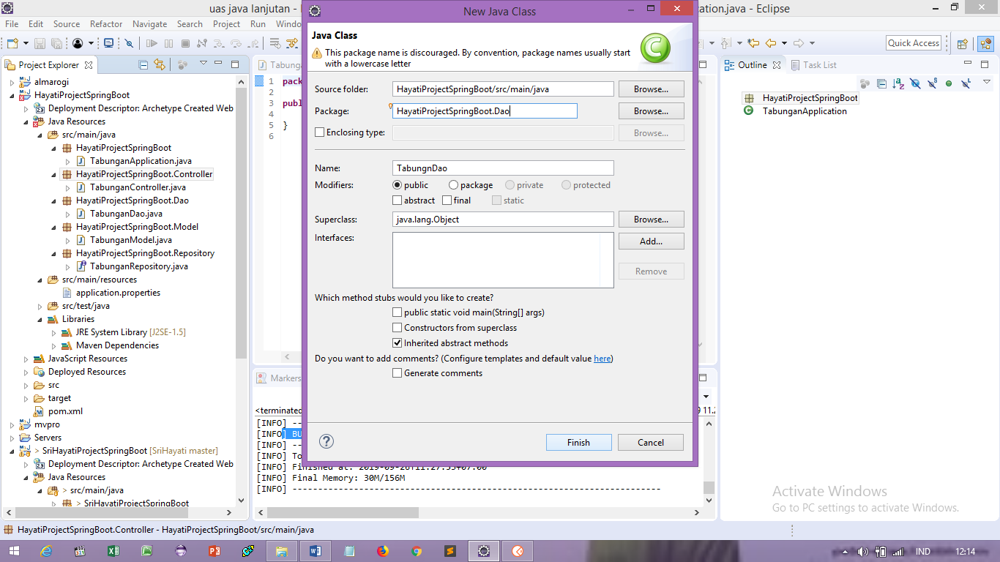 uas java lanutan -
New Java Class
ation.java - Eclipse
File Edit Source Refactor Navigate Search Project Run Windo
Quick Access
Project Explorer
almarogi
HayatiProjectSpringBoot
Deployment Descriptor: Archetype Created Web
Java Resources
src/main/java
HayatiProjectSpringBoot
TabunganApplication.java
HayatiProjectSpringBoot.Controller
TabunganController.java
HayatiProjectSpringBoot.Dao
TabunganDao.java
HayatiProjectSpringBoot.Model
TabunganModel.java
HayatiProjectSpringBoot.Repository
TabunganRepository.java
src/main/resources
application.properties
src/test/java
Libraries
JRE System Library [J2SE-1.5]
Maven Dependencies
JavaScript Resources
Deployed Resources
src
target
pom.xml
mvpro
Servers
> SriHayatiProjectSpringBoot [SriHayati master]
Deployment Descriptor: Archetype Created Web
Java Resources
> src/main/java
> SriHayatiProjectSpringBoot
Tabung
1 pack
2
3 publ
4
5 }
6
Java Class
This package name is discouraged. By convention, package names usually start
with a lowercase letter
Source folder: HayatiProjectSpringBoot/src/main/java Browse...
Package: HayatiProjectSpringBoot.Dao Browse...
Enclosing type: Browse...
Name: TabungnDao
Modifiers: public package private protected
abstract final static
Superclass: java.lang.Object Browse...
Interfaces: Add...
Remove
Which method stubs would you like to create?
public static void main(String[] args)
Constructors from superclass
Inherited abstract methods
Do you want to add comments? (Configure templates and default value here)
Generate comments
Finish Cancel
Outline Task List
HayatiProjectSpringBoot
TabunganApplication
Markers
<terminated
9 11.2
[INFO] --
[INFO] BU
[INFO] --
[INFO] To
[INFO] Finished at: 2019-09-28T11:27:55+07:00
[INFO] Final Memory: 30M/156M
[INFO] ------------------------------------------------------------------------
Activate Windows
Go to PC settings to activate Windows.
HayatiProjectSpringBoot.Controller - HayatiProjectSpringBoot/src/main/java
IND 12:14